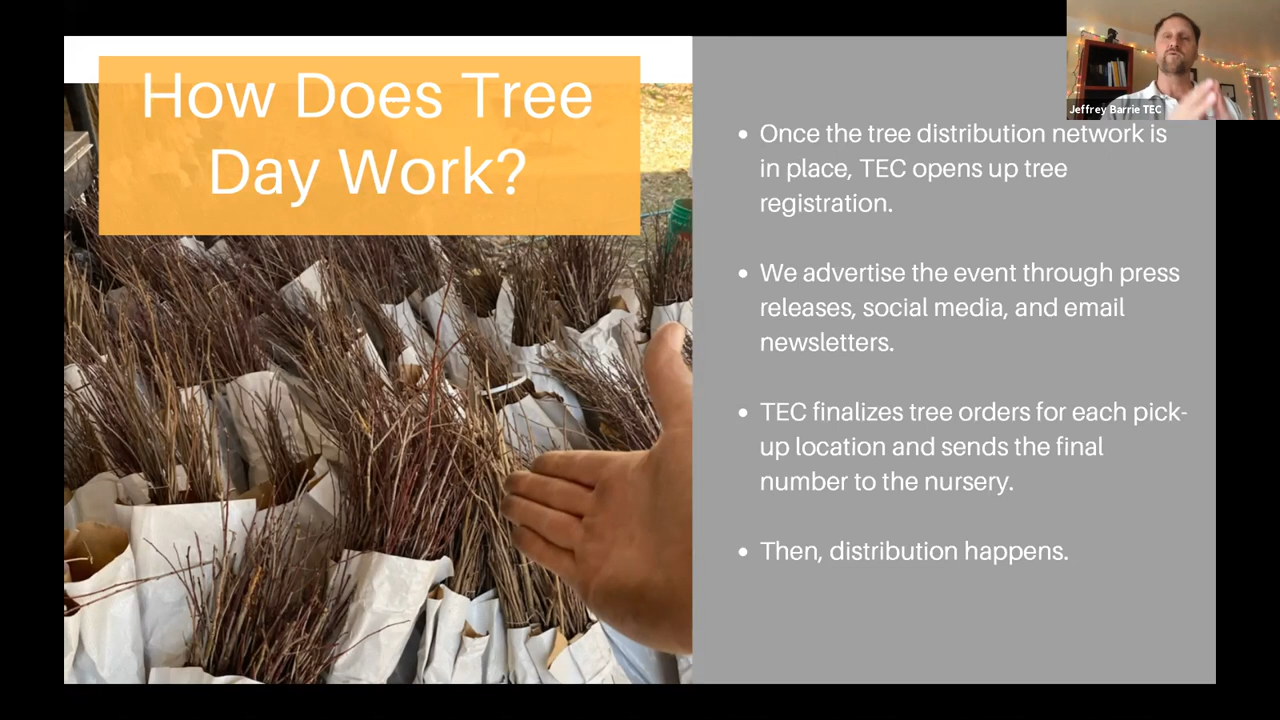 How Does Tree
Day Work?
Jeffrey Barrie TEC
• Once the tree distribution network is
in place, TEC opens up tree
registration.
• We advertise the event through press
releases, social media, and email
newsletters.
• TEC finalizes tree orders for each pick-
up location and sends the final
number to the nursery.
• Then, distribution happens.